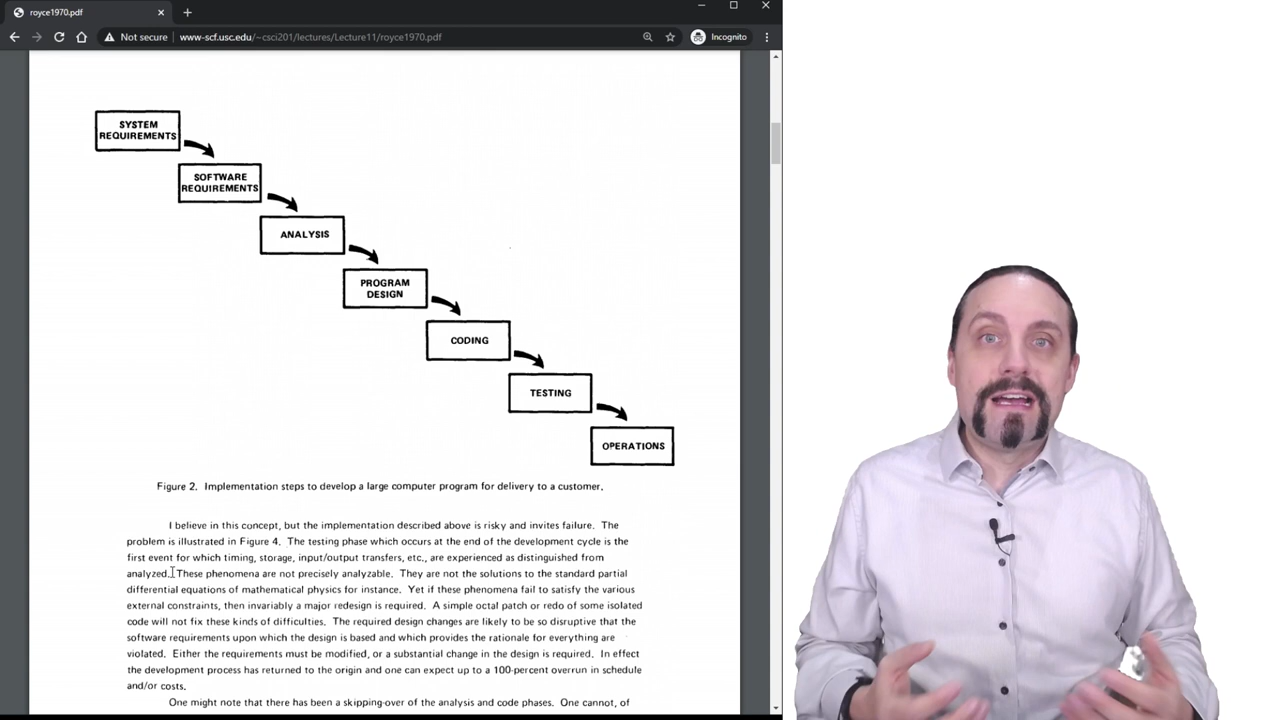 royce1970.pdf
Not secure
www-scf.usc.edu/~csci201/lectures/Lecture11/royce1970.pdf
Incognito
SYSTEM
REQUIREMENTS
SOFTWARE
REQUIREMENTS
ANALYSIS
PROGRAM
DESIGN
CODING
TESTING
OPERATIONS
Figure 2. Implementation steps to develop a large computer program for delivery to a customer.
I believe in this concept, but the implementation described above is risky and invites failure. The
problem is illustrated in Figure 4. The testing phase which occurs at the end of the development cycle is the
first event for which timing, storage, input/output transfers, etc., are experienced as distinguished from
analyzed. These phenomena are not precisely analyzable. They are not the solutions to the standard partial
differential equations of mathematical physics for instance. Yet if these phenomena fail to satisfy the various
external constraints, then invariably a major redesign is required. A simple octal patch or redo of some isolated
code will not fix these kinds of difficulties. The required design changes are likely to be so disruptive that the
software requirements upon which the design is based and which provides the rationale for everything are
violated. Either the requirements must be modified, or a substantial change in the design is required. In effect
the development process has returned to the origin and one can expect up to a 100-percent overrun in schedule
and/or costs.
One might note that there has been a skipping-over of the analysis and code phases. One cannot, of